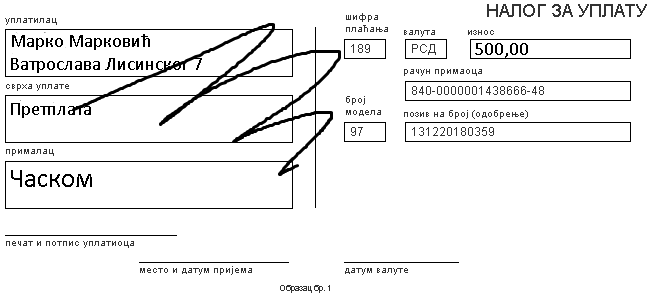 НАЛОГ ЗА УПЛАТУ
уплатилац
Марко Марковић
Ватрослава Лисинског 7
сврха уплате
Претплата
прималац
Часком
шифра плаћања
189
валута
РСД
износ
500,00
рачун примаоца
840-0000001438666-48
број модела
97
позив на број (одобрење)
131220180359
печат и потпис уплатиоца
место и датум пријема
датум валуте
Образац бр. 1